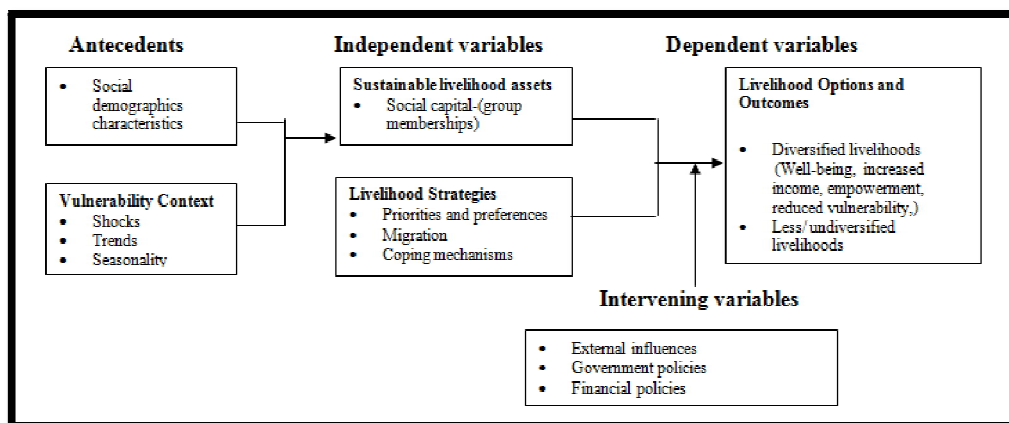 Antecedents
• Social
demographics
characteristics
Vulnerability Context
• Shocks
• Trends
• Seasonality
Independent variables
Sustainable livelihood assets
• Social capital-(group
memberships)
Livelihood Strategies
• Priorities and preferences
• Migration
• Coping mechanisms
Dependent variables
Livelihood Options and
Outcomes
• Diversified livelihoods
(Well-being, increased
income, empowerment,
reduced vulnerability,)
• Less/undiversified
livelihoods
Intervening variables
• External influences
• Government policies
• Financial policies